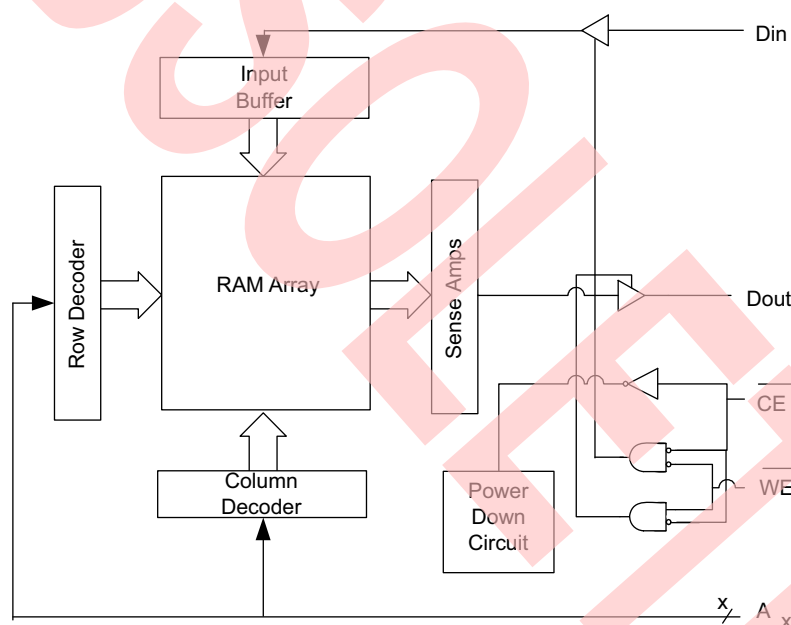 Din
Input
Buffer
Row Decoder
RAM Array
Sense Amps
Dout
CE
WE
Column
Decoder
Power
Down
Circuit
x
A x